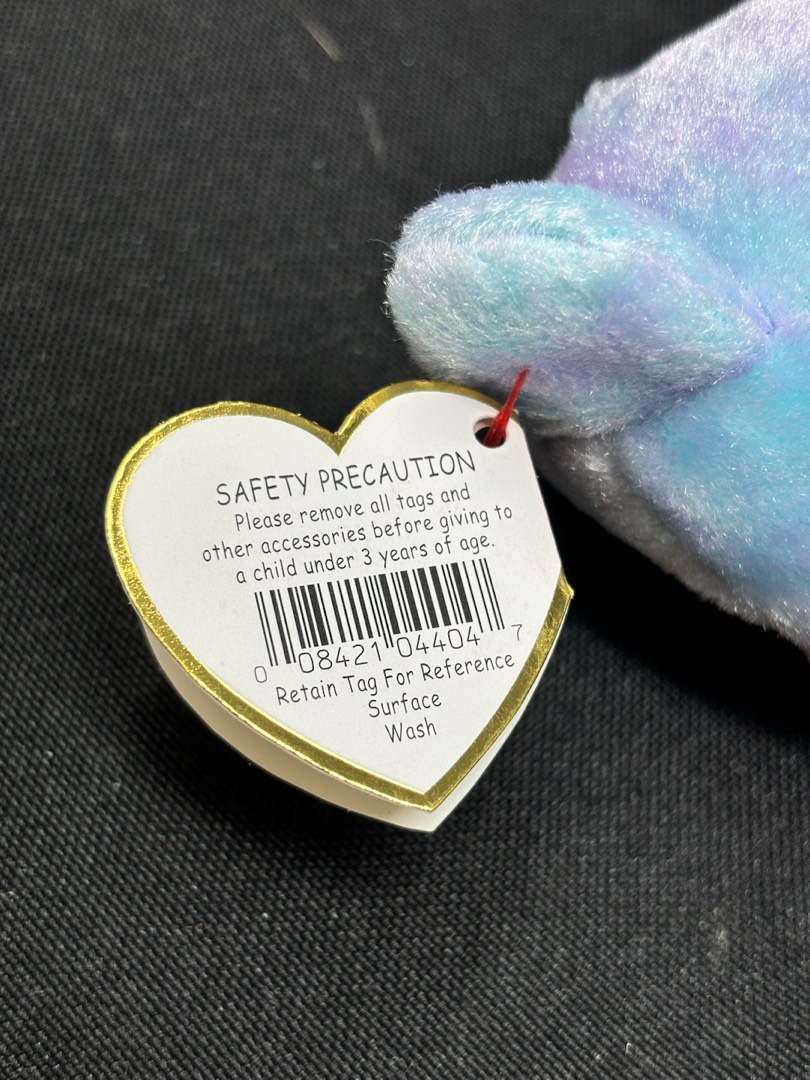 SAFETY PRECAUTION
Please remove all tags and
other accessories before giving to
a child under 3 years of age.
0 08421 04404 7
Retain Tag For Reference
Surface
Wash